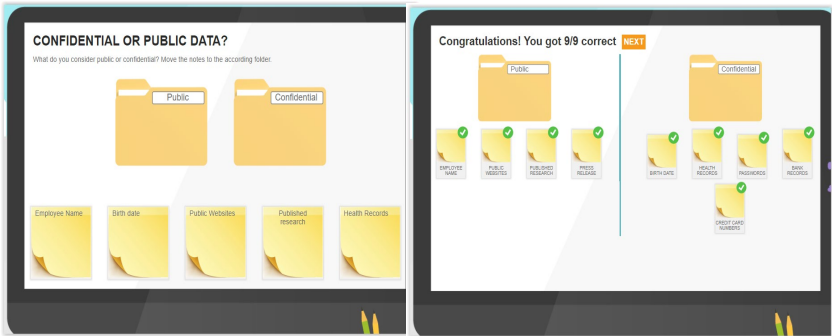 CONFIDENTIAL OR PUBLIC DATA?
What do you consider public or confidential? Move the notes to the according folder.
Public
Confidential
Employee Name
Birth date
Public Websites
Published
research
Health Records
Congratulations! You got 9/9 correct
NEXT
Public
Confidential
EMPLOYEE
NAME
PUBLIC
WEBSITES
PUBLISHED
RESEARCH
PRESS
RELEASE
BIRTH DATE
HEALTH
RECORDS
PASSWORDS
BANK
RECORDS
CREDIT CARD
NUMBERS